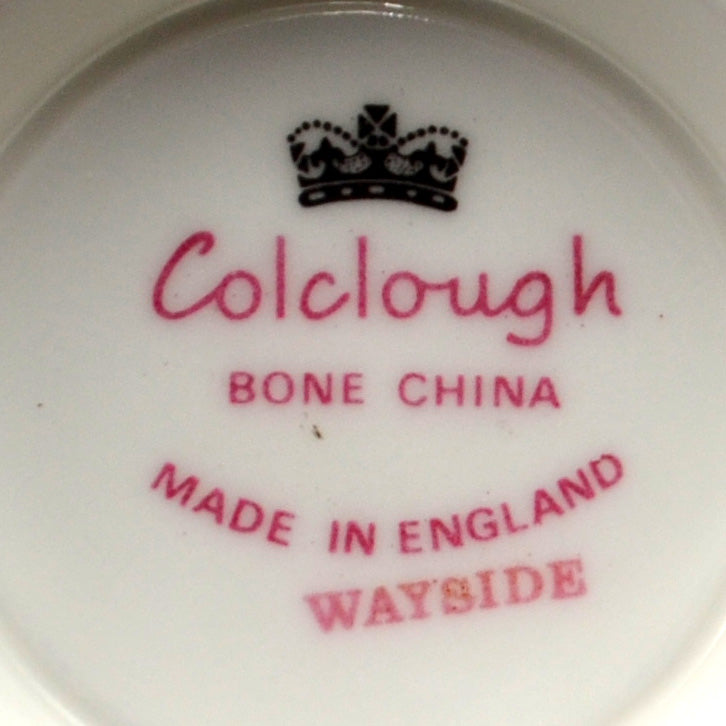 Colclough
BONE CHINA
MADE IN ENGLAND
WAYSIDE